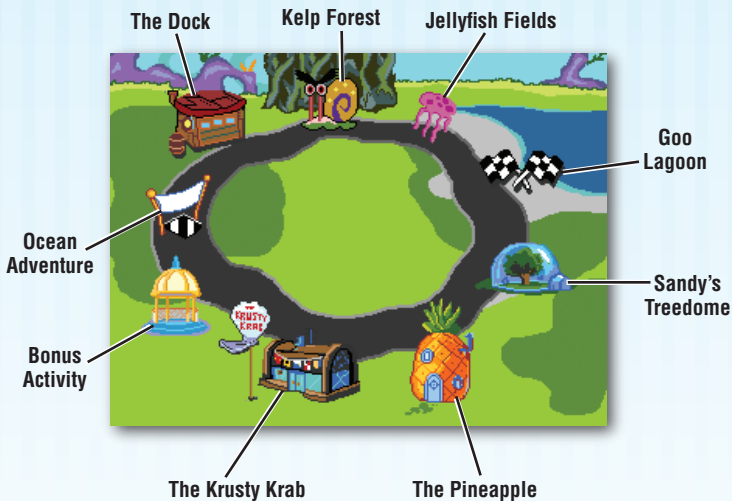 The Dock
Kelp Forest
Jellyfish Fields
Goo
Lagoon
Ocean
Adventure
Sandy's
Treedome
Bonus
Activity
KRUSTY
KRAB
The Krusty Krab
The Pineapple